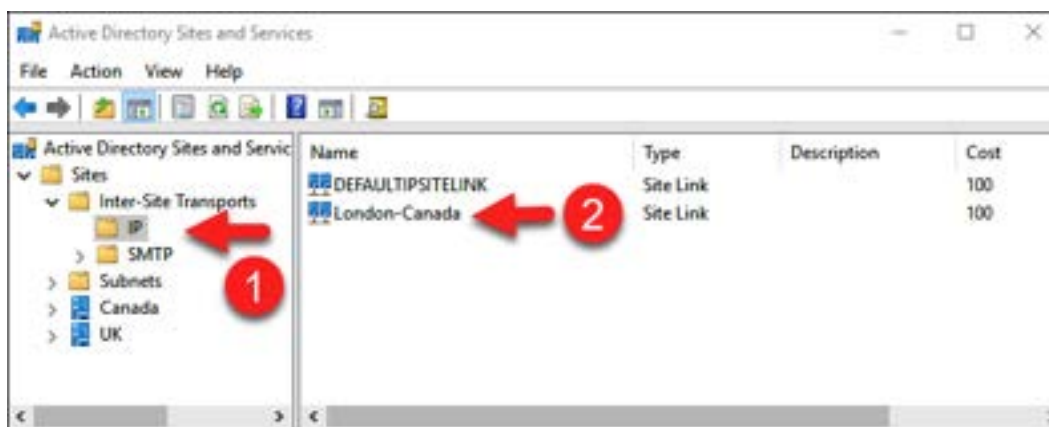 Active Directory Sites and Services
File Action View Help
Active Directory Sites and Servic
Name Type Description Cost
Sites
DEFAULTIPSITELINK Site Link 100
Inter-Site Transports
London-Canada Site Link 100
2
IP
SMTP
1
Subnets
Canada
UK